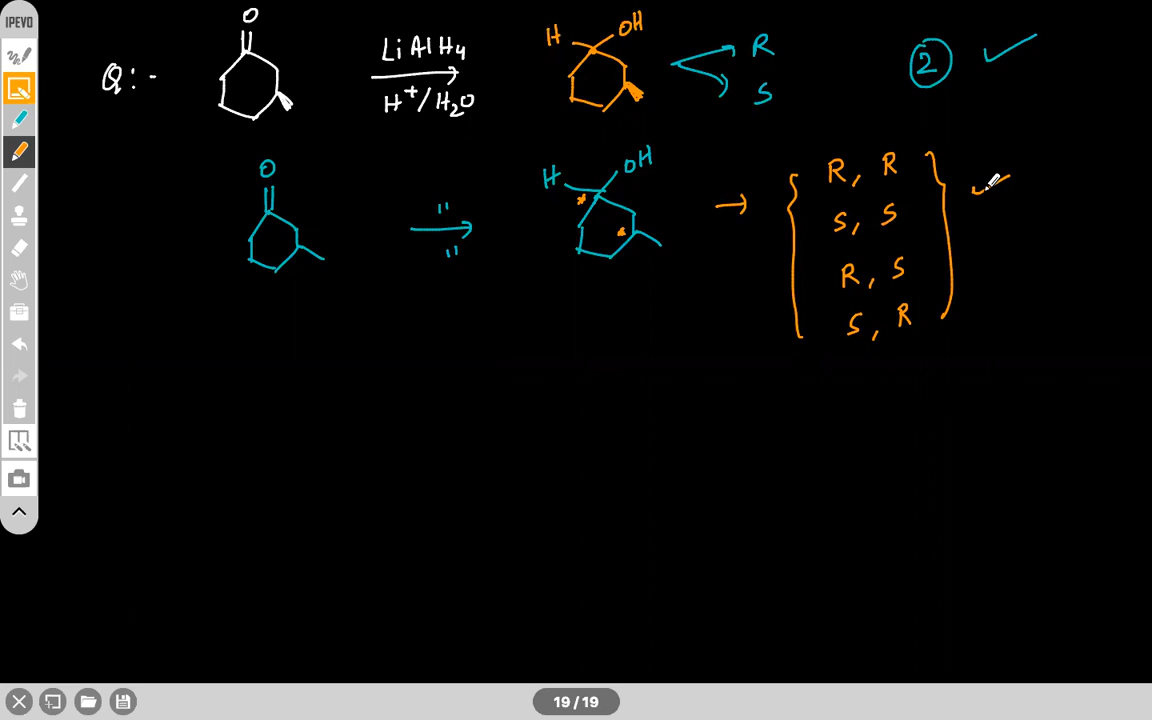 IPEVO
Q:-
O
LiAlH4
H+/H2O
H OH
R
S
2
O
" "
H OH
* *
R, R
S, S
R, S
S, R
19/19